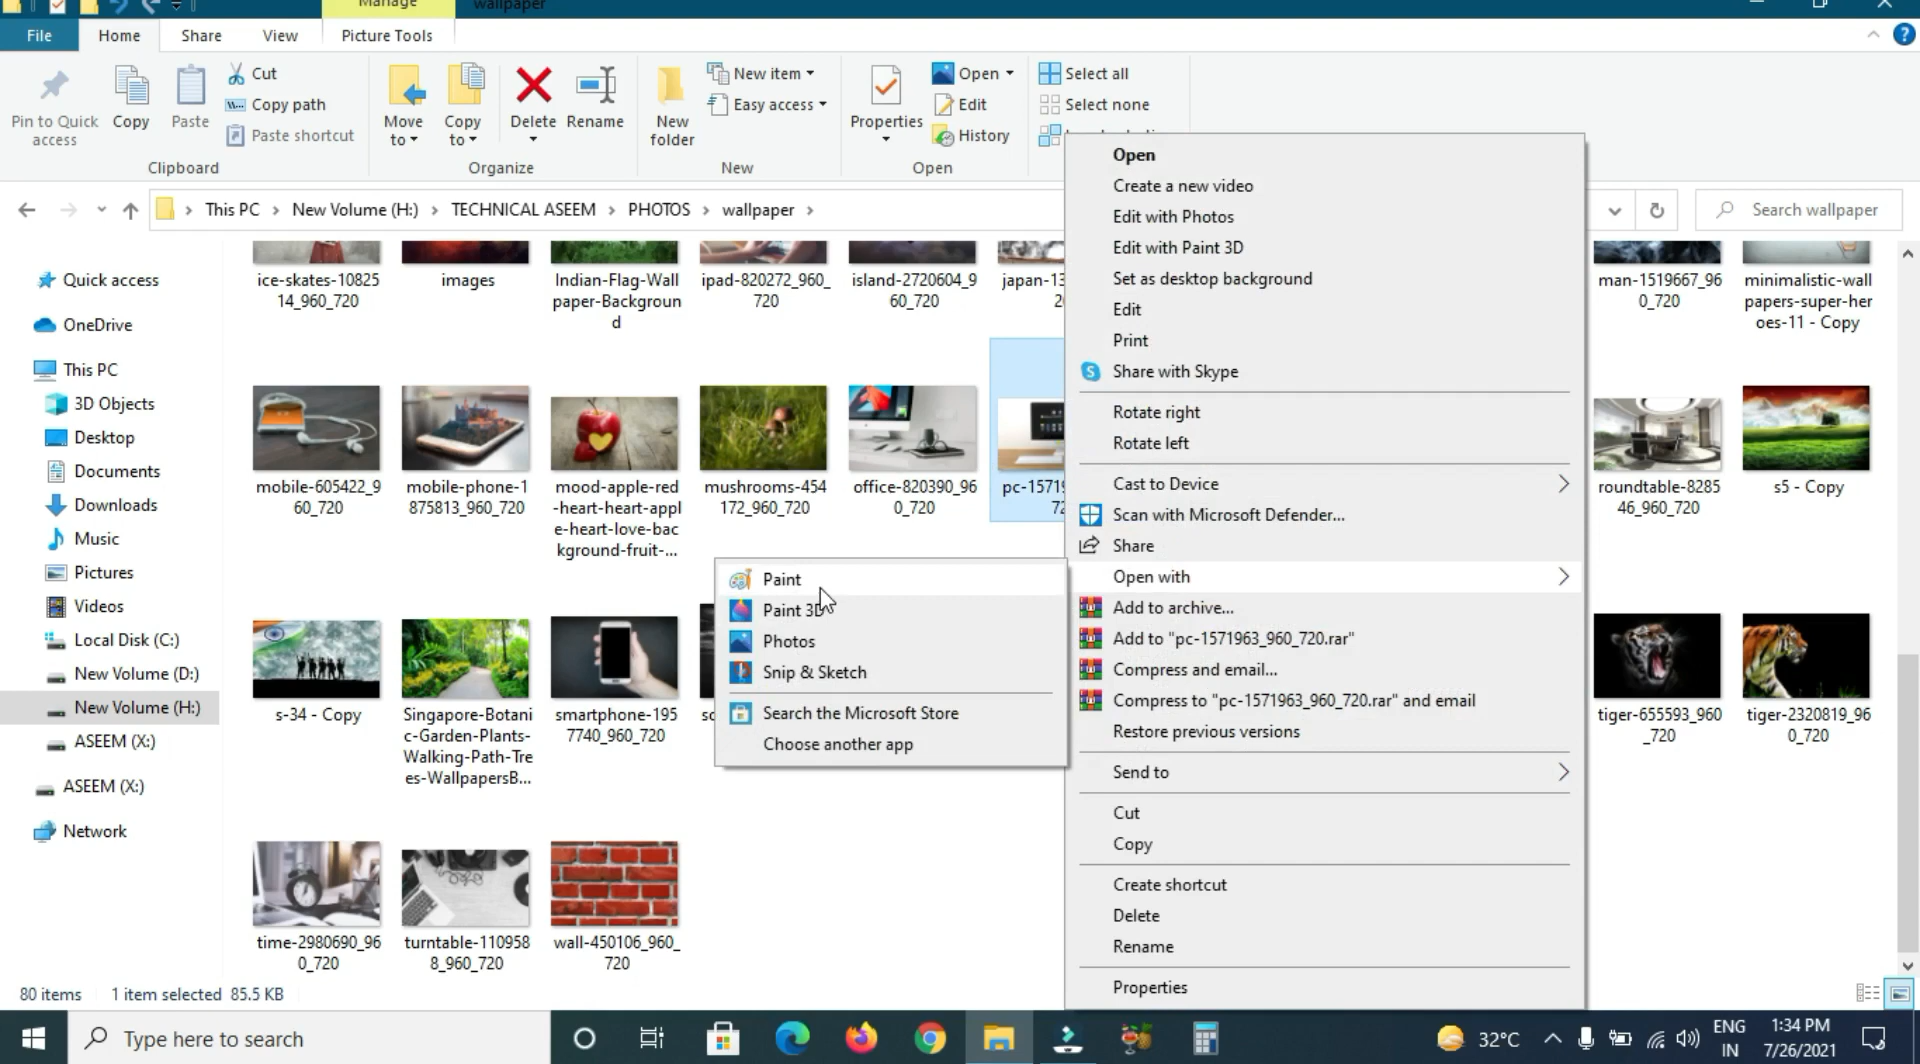 Manage
wallpaper
File
Home
Share
View
Picture Tools
Pin to Quick
access
Copy
Paste
Cut
Copy path
Paste shortcut
Clipboard
Move
to
Copy
to
Delete
Rename
Organize
New
folder
New item
Easy access
New
Properties
Open
Edit
History
Open
Select all
Select none
This PC
New Volume (H:)
TECHNICAL ASEEM
PHOTOS
wallpaper
Search wallpaper
Quick access
OneDrive
This PC
3D Objects
Desktop
Documents
Downloads
Music
Pictures
Videos
Local Disk (C:)
New Volume (D:)
New Volume (H:)
ASEEM (X:)
ASEEM (X:)
Network
ice-skates-10825
14_960_720
images
Indian-Flag-Wall
paper-Backgroun
d
ipad-820272_960_
720
island-2720604_9
60_720
japan-13
man-1519667_96
0_720
minimalistic-wall
papers-super-her
oes-11 - Copy
mobile-605422_9
60_720
mobile-phone-1
875813_960_720
mood-apple-red
-heart-heart-appl
e-heart-love-bac
kground-fruit-...
mushrooms-454
172_960_720
office-820390_96
0_720
pc-1571
72
roundtable-8285
46_960_720
s5 - Copy
s-34 - Copy
Singapore-Botani
c-Garden-Plants-
Walking-Path-Tre
es-WallpapersB...
smartphone-195
7740_960_720
tiger-655593_960
_720
tiger-2320819_96
0_720
time-2980690_96
0_720
turntable-110958
8_960_720
wall-450106_960_
720
Open
Create a new video
Edit with Photos
Edit with Paint 3D
Set as desktop background
Edit
Print
Share with Skype
Rotate right
Rotate left
Cast to Device
Scan with Microsoft Defender...
Share
Open with
Add to archive...
Add to "pc-1571963_960_720.rar"
Compress and email...
Compress to "pc-1571963_960_720.rar" and email
Restore previous versions
Send to
Cut
Copy
Create shortcut
Delete
Rename
Properties
Paint
Paint 3D
Photos
Snip & Sketch
Search the Microsoft Store
Choose another app
80 items
1 item selected 85.5 KB
Type here to search
32°C
ENG
IN
1:34 PM
7/26/2021